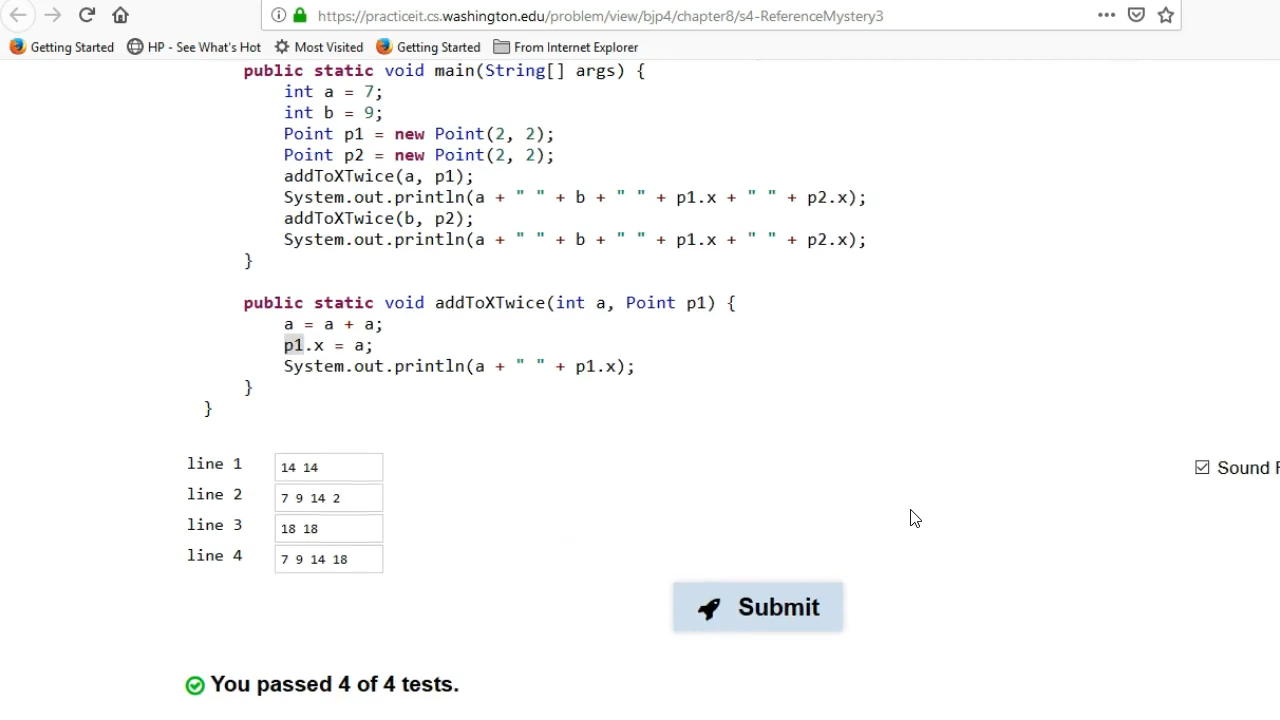 https://practiceit.cs.washington.edu/problem/view/bjp4/chapter8/s4-ReferenceMystery3
Getting Started HP - See What's Hot Most Visited Getting Started From Internet Explorer
public static void main(String[] args) {
int a = 7;
int b = 9;
Point p1 = new Point(2, 2);
Point p2 = new Point(2, 2);
addToXTwice(a, p1);
System.out.println(a + " " + b + " " + p1.x + " " + p2.x);
addToXTwice(b, p2);
System.out.println(a + " " + b + " " + p1.x + " " + p2.x);
}
public static void addToXTwice(int a, Point p1) {
a = a + a;
p1.x = a;
System.out.println(a + " " + p1.x);
}
}
line 1 14 14
Sound F
line 2 7 9 14 2
line 3 18 18
line 4 7 9 14 18
Submit
You passed 4 of 4 tests.